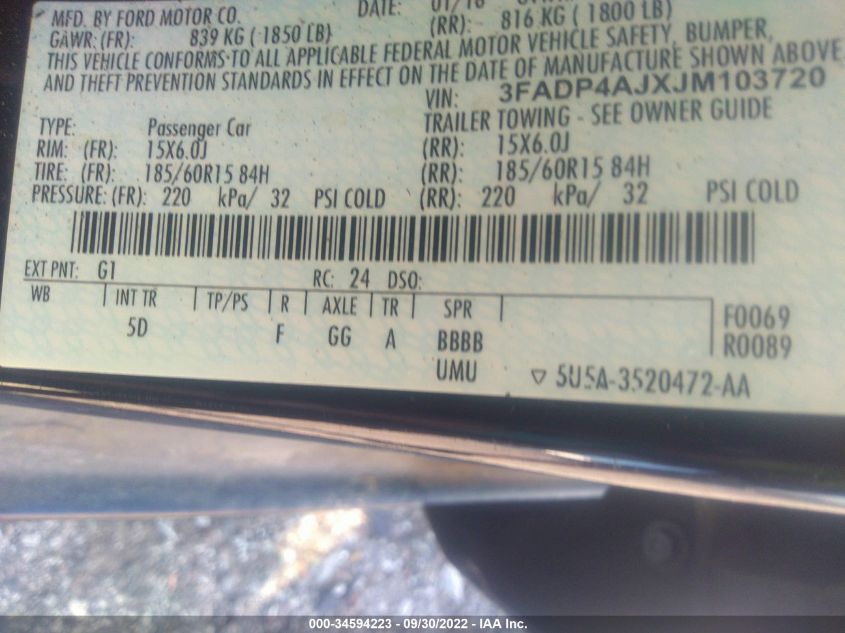 MFD. BY FORD MOTOR CO.
DATE: 01/18
GAWR: (FR): 839 KG ( 1850 LB) (RR): 816 KG ( 1800 LB)
THIS VEHICLE CONFORMS TO ALL APPLICABLE FEDERAL MOTOR VEHICLE SAFETY, BUMPER,
AND THEFT PREVENTION STANDARDS IN EFFECT ON THE DATE OF MANUFACTURE SHOWN ABOVE
VIN: 3FADP4AJXJM103720
TYPE: Passenger Car TRAILER TOWING - SEE OWNER GUIDE
RIM: (FR): 15X6.0J (RR): 15X6.0J
TIRE: (FR): 185/60R15 84H (RR): 185/60R15 84H
PRESSURE: (FR): 220 kPa/ 32 PSI COLD (RR): 220 kPa/ 32 PSI COLD
EXT PNT: G1 RC: 24 DSO:
WB INT TR TP/PS R AXLE TR SPR F0069
5D F GG A BBBB R0089
UMU ▽ 5U5A-3520472-AA
000-34594223 - 09/30/2022 - IAA Inc.